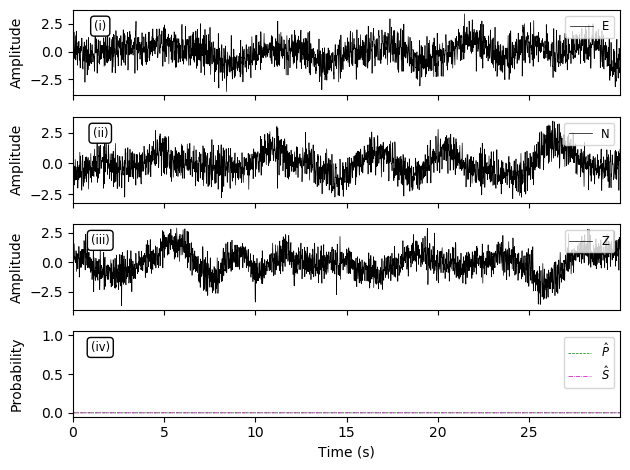 (i)
E
Amplitude
2.5
0.0
−2.5
(ii)
N
Amplitude
2.5
0.0
−2.5
(iii)
Z
Amplitude
2.5
0.0
−2.5
(iv)
P̂
Ŝ
Probability
1.0
0.5
0.0
0 5 10 15 20 25
Time (s)